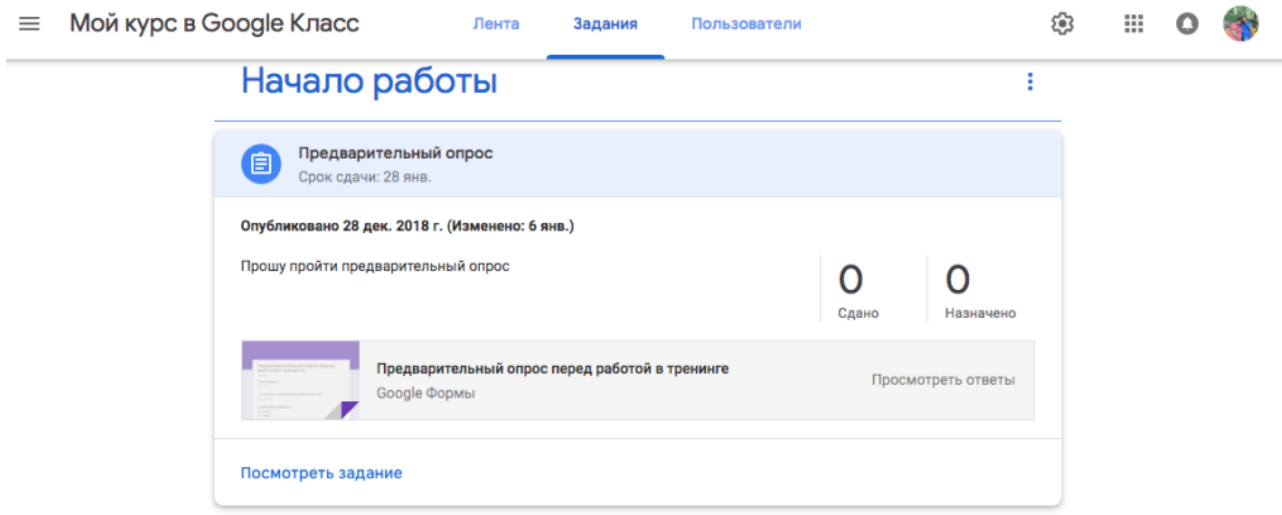 Мой курс в Google Класс
Лента
Задания
Пользователи
Начало работы
Предварительный опрос
Срок сдачи: 28 янв.
Опубликовано 28 дек. 2018 г. (Изменено: 6 янв.)
Прошу пройти предварительный опрос
0
Сдано
0
Назначено
Предварительный опрос перед работой в тренинге
Google Формы
Просмотреть ответы
Посмотреть задание